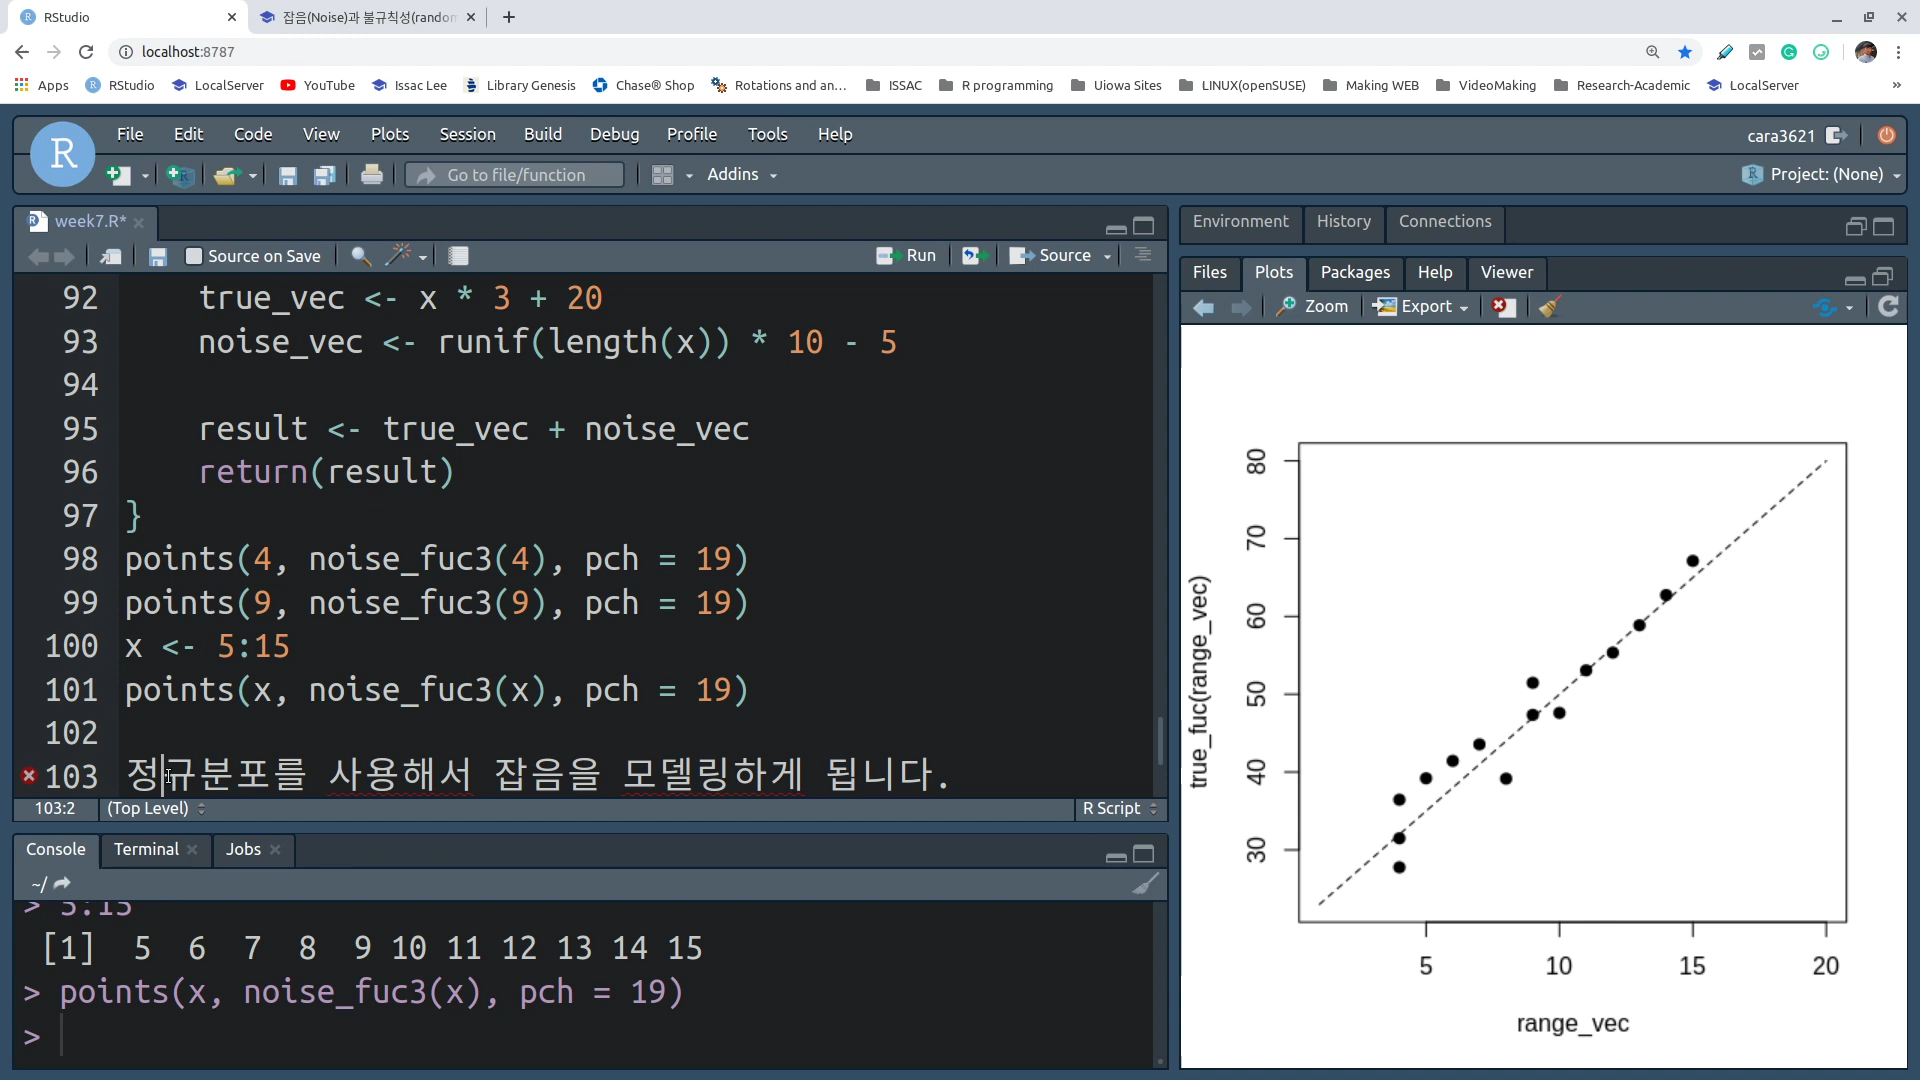 RStudio
잡음(Noise)과 불규칙성(random
localhost:8787
Apps RStudio LocalServer YouTube Issac Lee Library Genesis Chase® Shop Rotations and an... ISSAC R programming Uiowa Sites LINUX(openSUSE) Making WEB VideoMaking Research-Academic LocalServer »
R File Edit Code View Plots Session Build Debug Profile Tools Help cara3621
Go to file/function Addins Project: (None)
week7.R*
Source on Save Run Source
92 true_vec <- x * 3 + 20
93 noise_vec <- runif(length(x)) * 10 - 5
94
95 result <- true_vec + noise_vec
96 return(result)
97 }
98 points(4, noise_fuc3(4), pch = 19)
99 points(9, noise_fuc3(9), pch = 19)
100 x <- 5:15
101 points(x, noise_fuc3(x), pch = 19)
102
103 정규분포를 사용해서 잡음을 모델링하게 됩니다.
103:2 (Top Level) R Script
Console Terminal Jobs
~/
> 5:15
[1] 5 6 7 8 9 10 11 12 13 14 15
> points(x, noise_fuc3(x), pch = 19)
>
Environment History Connections
Files Plots Packages Help Viewer
Zoom Export
true_fuc(range_vec)
80
70
60
50
40
30
5 10 15 20
range_vec